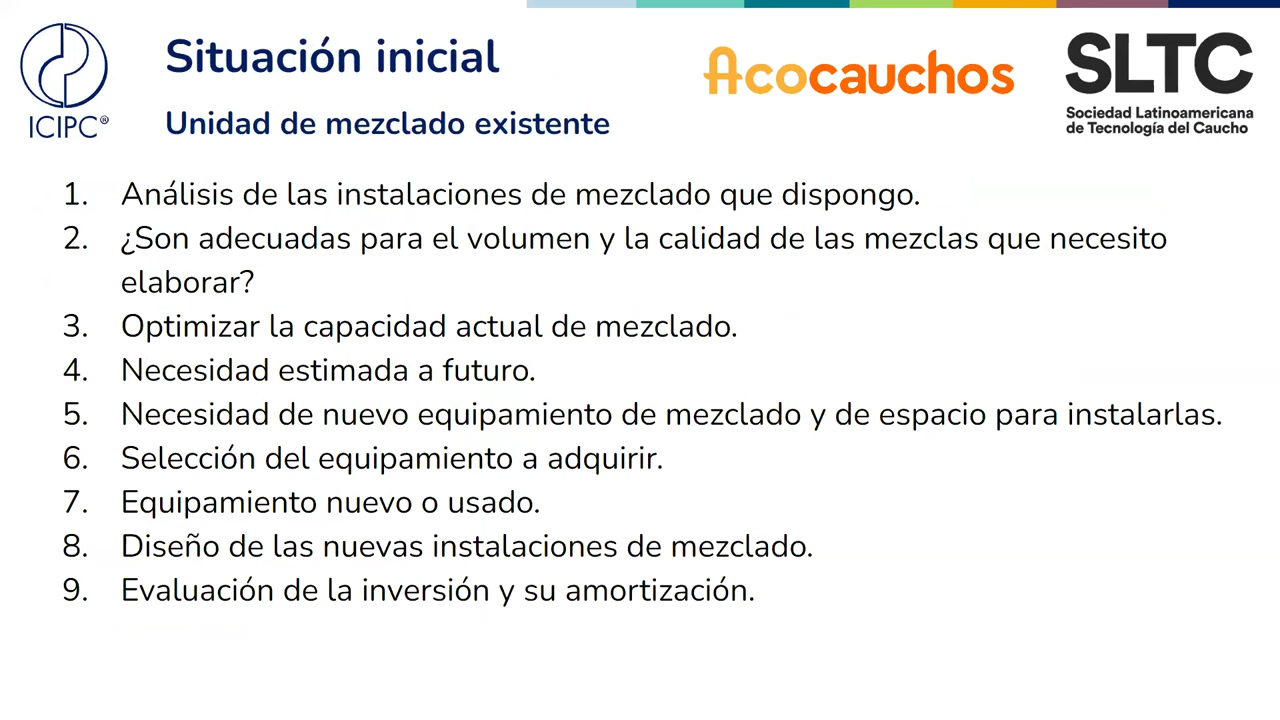 Situación inicial
Unidad de mezclado existente
ICIPC®
Acocauchos
SLTC
Sociedad Latinoamericana
de Tecnología del Caucho
1. Análisis de las instalaciones de mezclado que dispongo.
2. ¿Son adecuadas para el volumen y la calidad de las mezclas que necesito
elaborar?
3. Optimizar la capacidad actual de mezclado.
4. Necesidad estimada a futuro.
5. Necesidad de nuevo equipamiento de mezclado y de espacio para instalarlas.
6. Selección del equipamiento a adquirir.
7. Equipamiento nuevo o usado.
8. Diseño de las nuevas instalaciones de mezclado.
9. Evaluación de la inversión y su amortización.